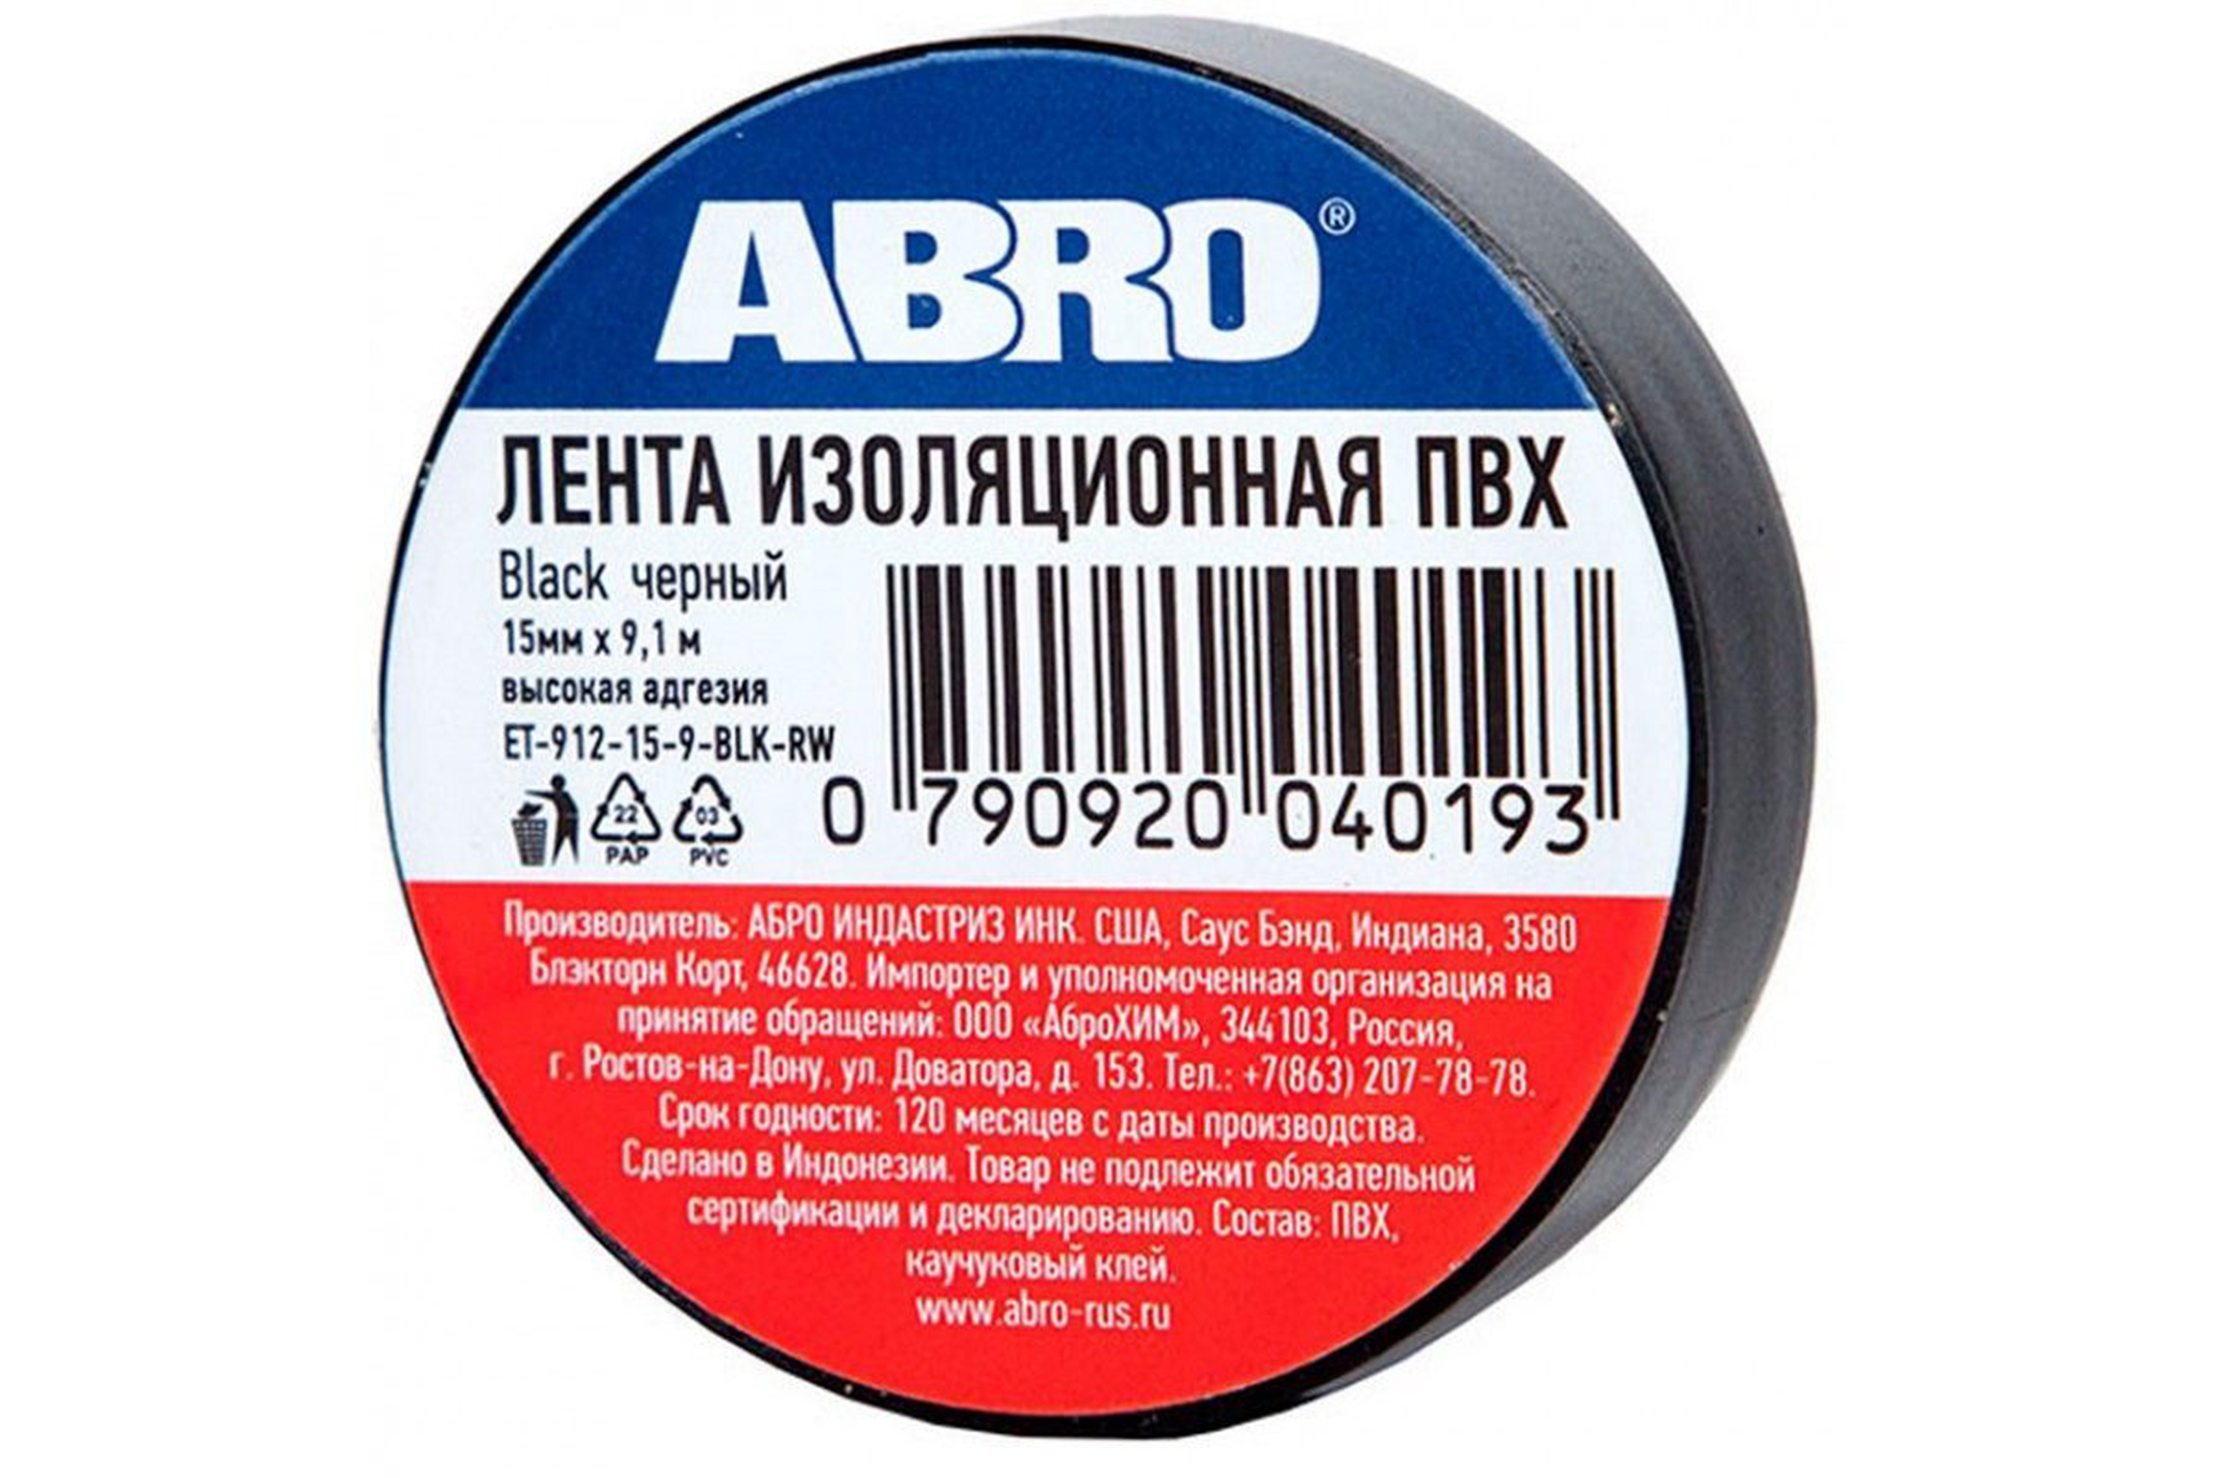 ABRO®
ЛЕНТА ИЗОЛЯЦИОННАЯ ПВХ
Black черный
15мм х 9,1 м
высокая адгезия
ET-912-15-9-BLK-RW
22 03
PAP PVC
0 790920 040193
Производитель: АБРО ИНДАСТРИЗ ИНК. США, Саус Бэнд, Индиана, 3580
Блэкторн Корт, 46628. Импортер и уполномоченная организация на
принятие обращений: ООО «АброХИМ», 344103, Россия,
г. Ростов-на-Дону, ул. Доватора, д. 153. Тел.: +7(863) 207-78-78.
Срок годности: 120 месяцев с даты производства.
Сделано в Индонезии. Товар не подлежит обязательной
сертификации и декларированию. Состав: ПВХ,
каучуковый клей.
www.abro-rus.ru